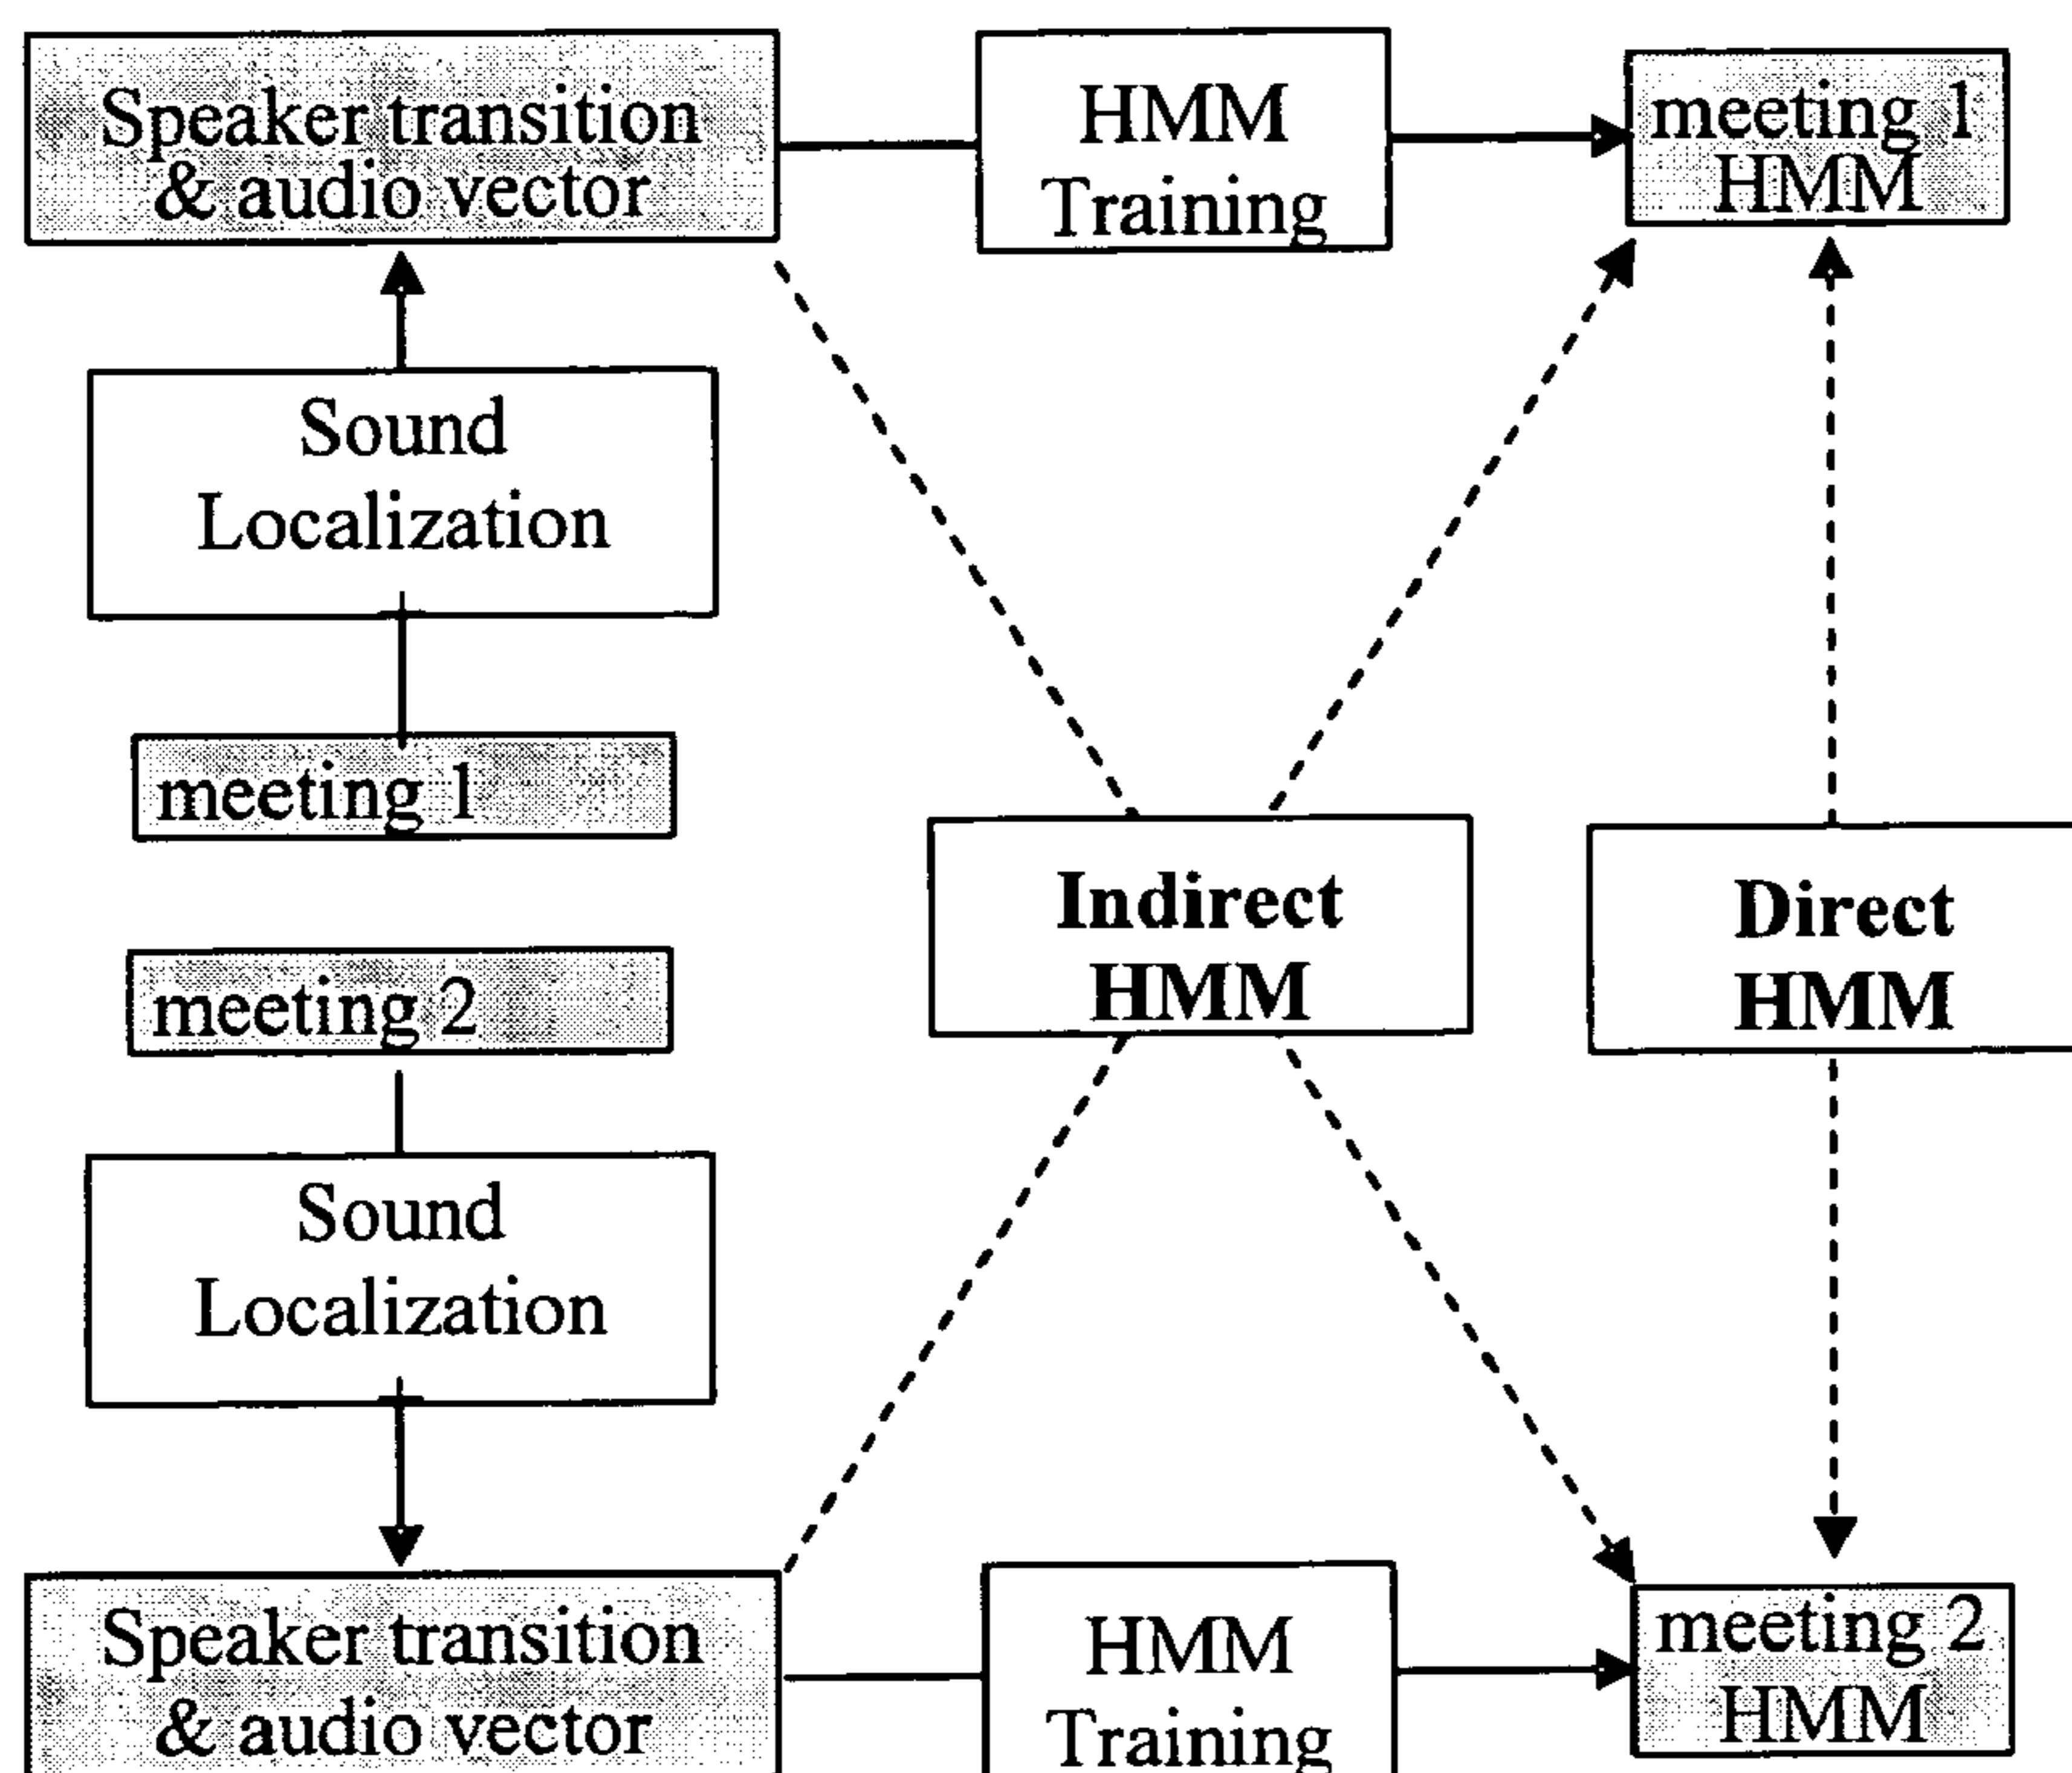 Speaker transition
& audio vector
HMM
Training
meeting 1
HMM
Sound
Localization
meeting 1
Indirect
HMM
Direct
HMM
meeting 2
Sound
Localization
Speaker transition
& audio vector
HMM
Training
meeting 2
HMM